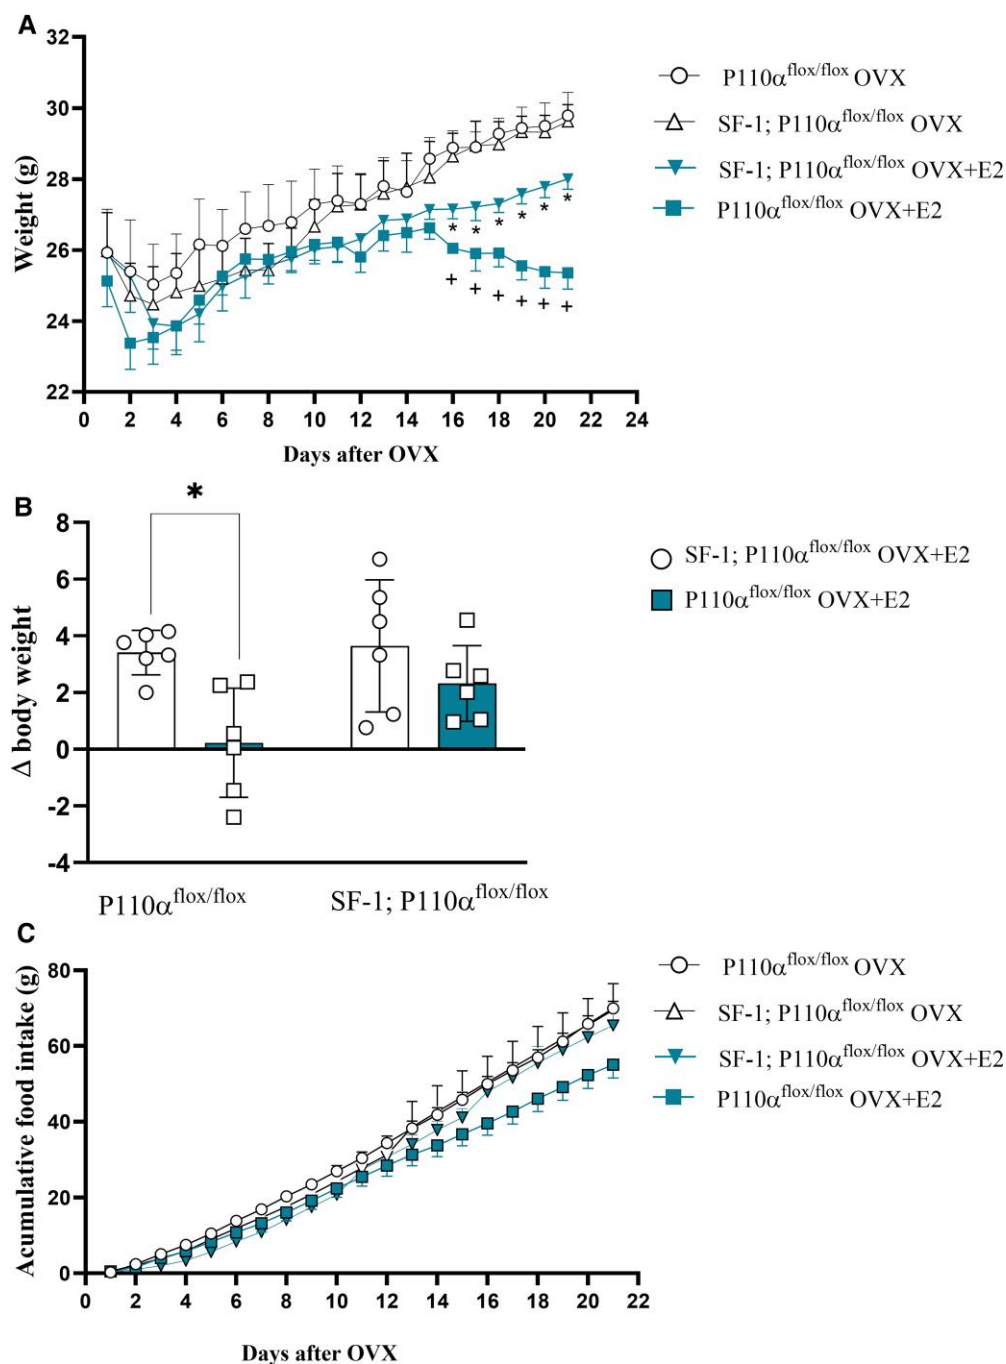 A
32
30
28
26
24
22
Weight (g)
0 2 4 6 8 10 12 14 16 18 20 22 24
Days after OVX
* * * * * *
+ + + + + +
P110α^flox/flox OVX
SF-1; P110α^flox/flox OVX
SF-1; P110α^flox/flox OVX+E2
P110α^flox/flox OVX+E2
B
*
8
6
4
2
0
-2
-4
Δ body weight
P110α^flox/flox SF-1; P110α^flox/flox
SF-1; P110α^flox/flox OVX+E2
P110α^flox/flox OVX+E2
C
80
60
40
20
0
Acumulative food intake (g)
0 2 4 6 8 10 12 14 16 18 20 22
Days after OVX
P110α^flox/flox OVX
SF-1; P110α^flox/flox OVX
SF-1; P110α^flox/flox OVX+E2
P110α^flox/flox OVX+E2